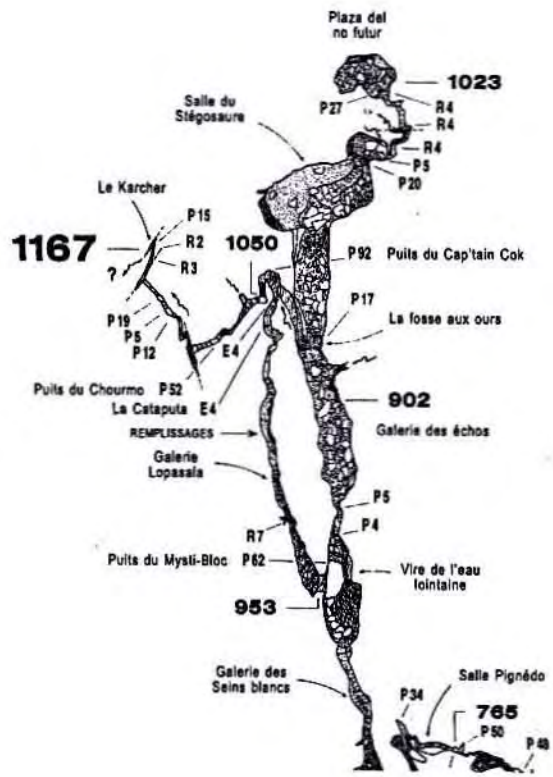 Plaza del
no futur
1023
P27
R4
R4
R4
Salle du
Stégosaure
P5
P20
Le Karcher
P15
1167
R2
R3
?
1050
P92
Puits du Cap'tain Cok
P17
La fosse aux ours
P19
P5
P12
E4
Puits du Chourmo
P52
La Cataputa
E4
902
REMPLISSAGES
Galerie des échos
Galerie
Lopasala
P5
P4
R7
Puits du Mysti-Bloc
P62
Vire de l'eau
lointaine
953
Galerie des
Seins blancs
P34
Salle Pignédo
765
P50
P48